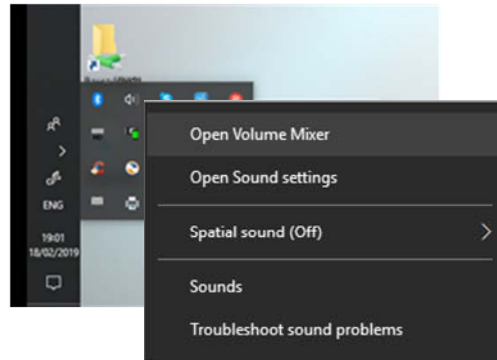 ENG
19:01
18/02/2019
Open Volume Mixer
Open Sound settings
Spatial sound (Off)
Sounds
Troubleshoot sound problems